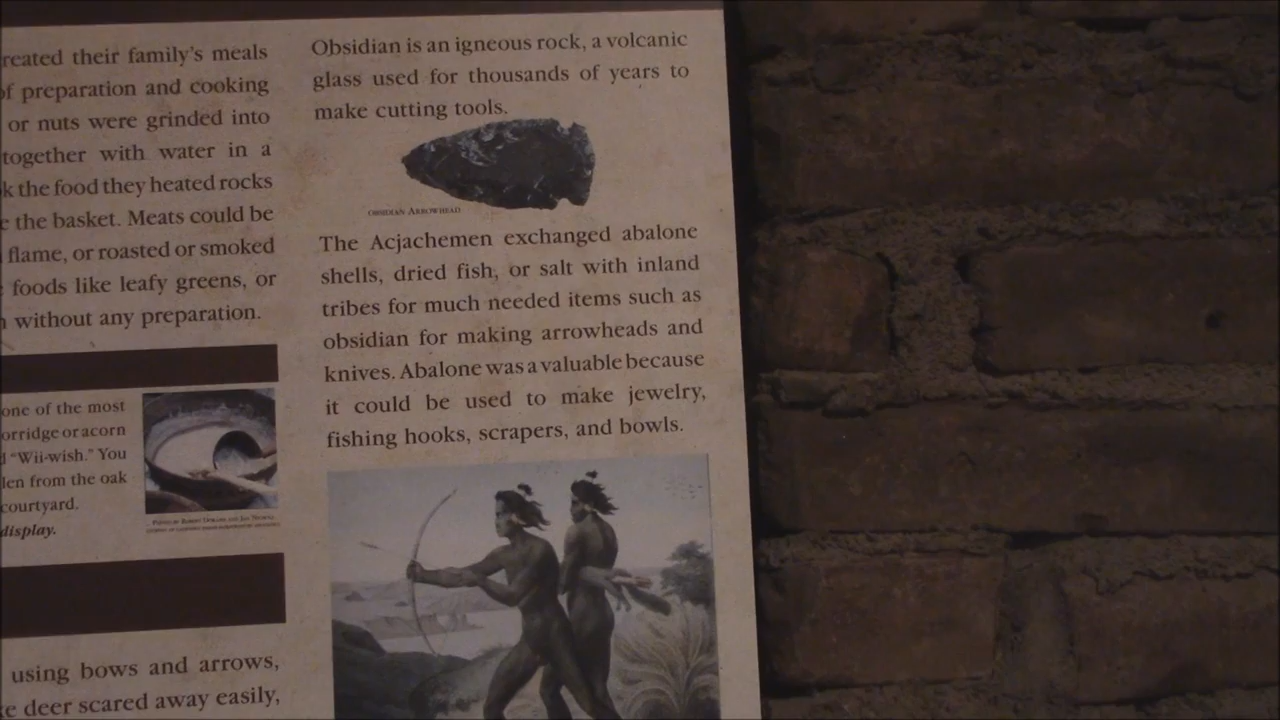 reated their family's meals
of preparation and cooking
or nuts were grinded into
together with water in a
k the food they heated rocks
e the basket. Meats could be
flame, or roasted or smoked
foods like leafy greens, or
without any preparation.
one of the most
orridge or acorn
"Wii-wish." You
len from the oak
courtyard.
display.
using bows and arrows,
deer scared away easily,
Obsidian is an igneous rock, a volcanic
glass used for thousands of years to
make cutting tools.
OBSIDIAN ARROWHEAD
The Acjachemen exchanged abalone
shells, dried fish, or salt with inland
tribes for much needed items such as
obsidian for making arrowheads and
knives. Abalone was a valuable because
it could be used to make jewelry,
fishing hooks, scrapers, and bowls.